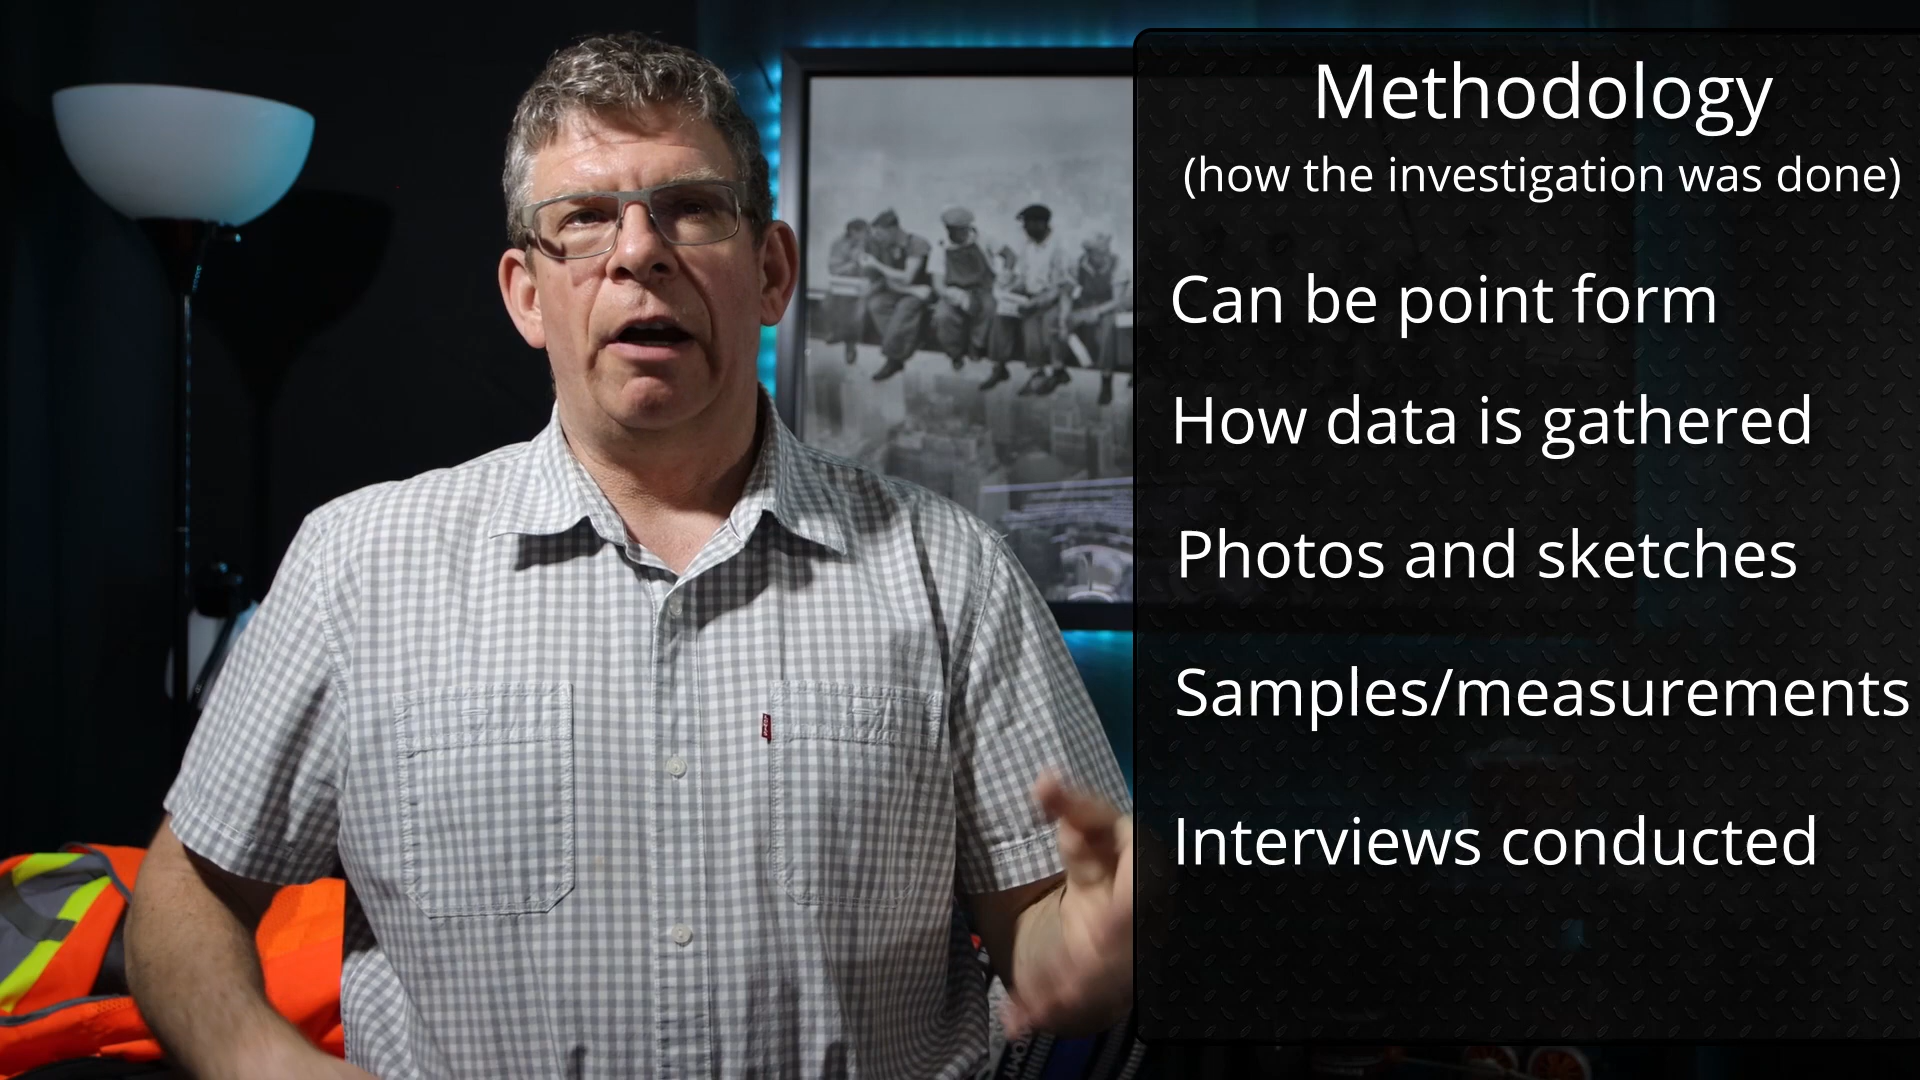 Methodology
(how the investigation was done)
Can be point form
How data is gathered
Photos and sketches
Samples/measurements
Interviews conducted